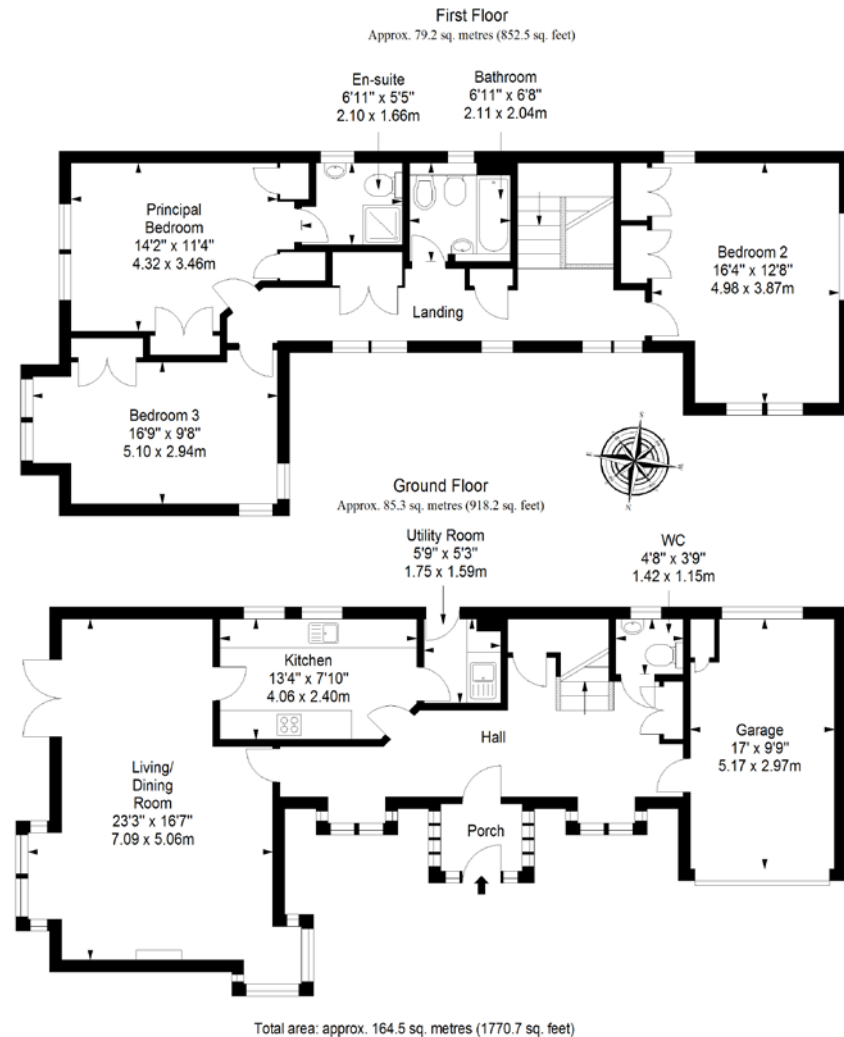 First Floor
Approx. 79.2 sq. metres (852.5 sq. feet)
En-suite
6'11" x 5'5"
2.10 x 1.66m
Bathroom
6'11" x 6'8"
2.11 x 2.04m
Principal
Bedroom
14'2" x 11'4"
4.32 x 3.46m
Bedroom 2
16'4" x 12'8"
4.98 x 3.87m
Landing
Bedroom 3
16'9" x 9'8"
5.10 x 2.94m
S
E
W
N
Ground Floor
Approx. 85.3 sq. metres (918.2 sq. feet)
Utility Room
5'9" x 5'3"
1.75 x 1.59m
WC
4'8" x 3'9"
1.42 x 1.15m
Kitchen
13'4" x 7'10"
4.06 x 2.40m
Hall
Garage
17' x 9'9"
5.17 x 2.97m
Living/
Dining
Room
23'3" x 16'7"
7.09 x 5.06m
Porch
Total area: approx. 164.5 sq. metres (1770.7 sq. feet)